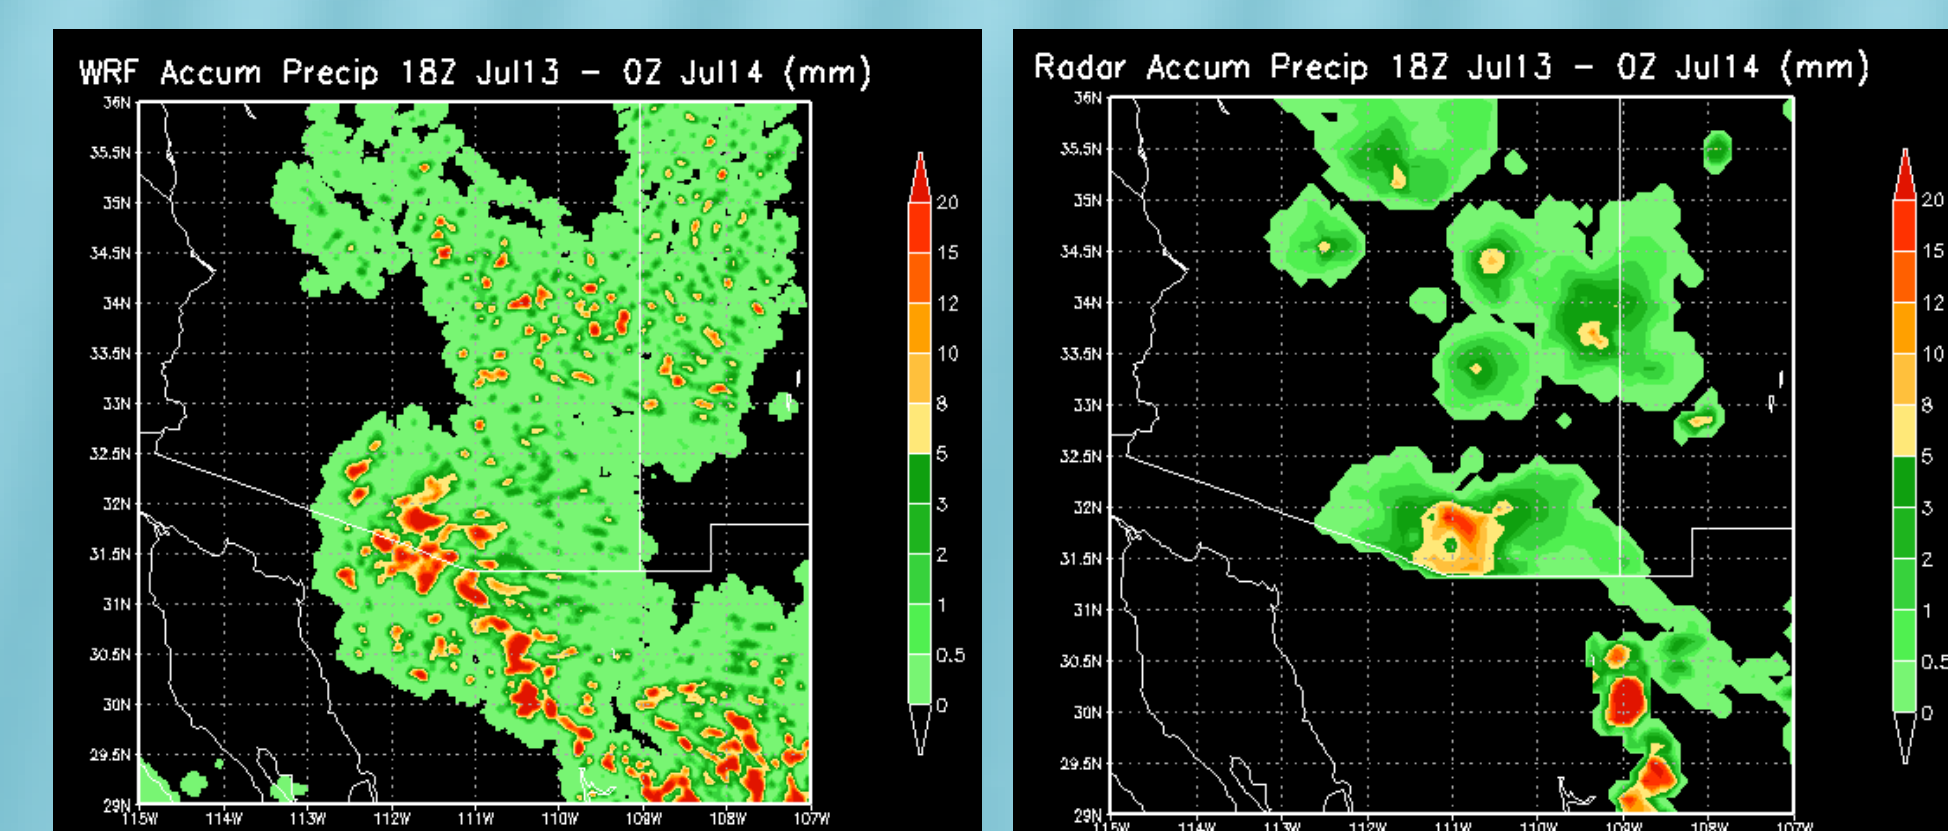 WRF Accum Precip 18Z Jul13 - 0Z Jul14 (mm)
36N
35.5N
35N
34.5N
34N
33.5N
33N
32.5N
32N
31.5N
31N
30.5N
30N
29.5N
29N
115W 114W 113W 112W 111W 110W 109W 108W 107W
20
15
12
10
8
5
3
2
1
0.5
0
Radar Accum Precip 18Z Jul13 - 0Z Jul14 (mm)
36N
35.5N
35N
34.5N
34N
33.5N
33N
32.5N
32N
31.5N
31N
30.5N
30N
29.5N
29N
115W 114W 113W 112W 111W 110W 109W 108W 107W
20
15
12
10
8
5
3
2
1
0.5
0